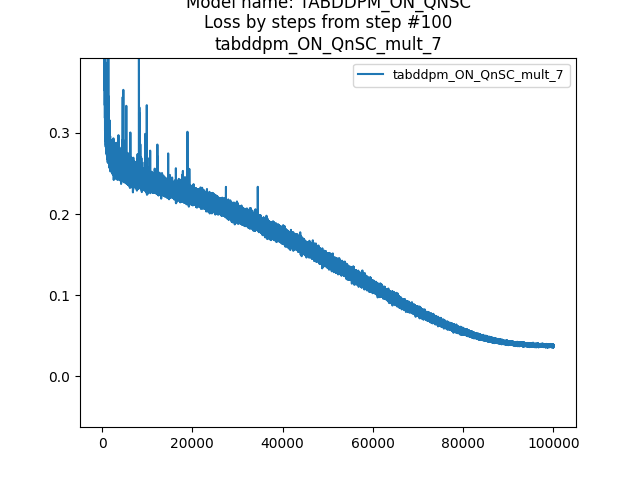 Model name: TABDDPM_ON_QNSC
Loss by steps from step #100
tabddpm_ON_QnSC_mult_7
tabddpm_ON_QnSC_mult_7
0.3
0.2
0.1
0.0
0 20000 40000 60000 80000 100000